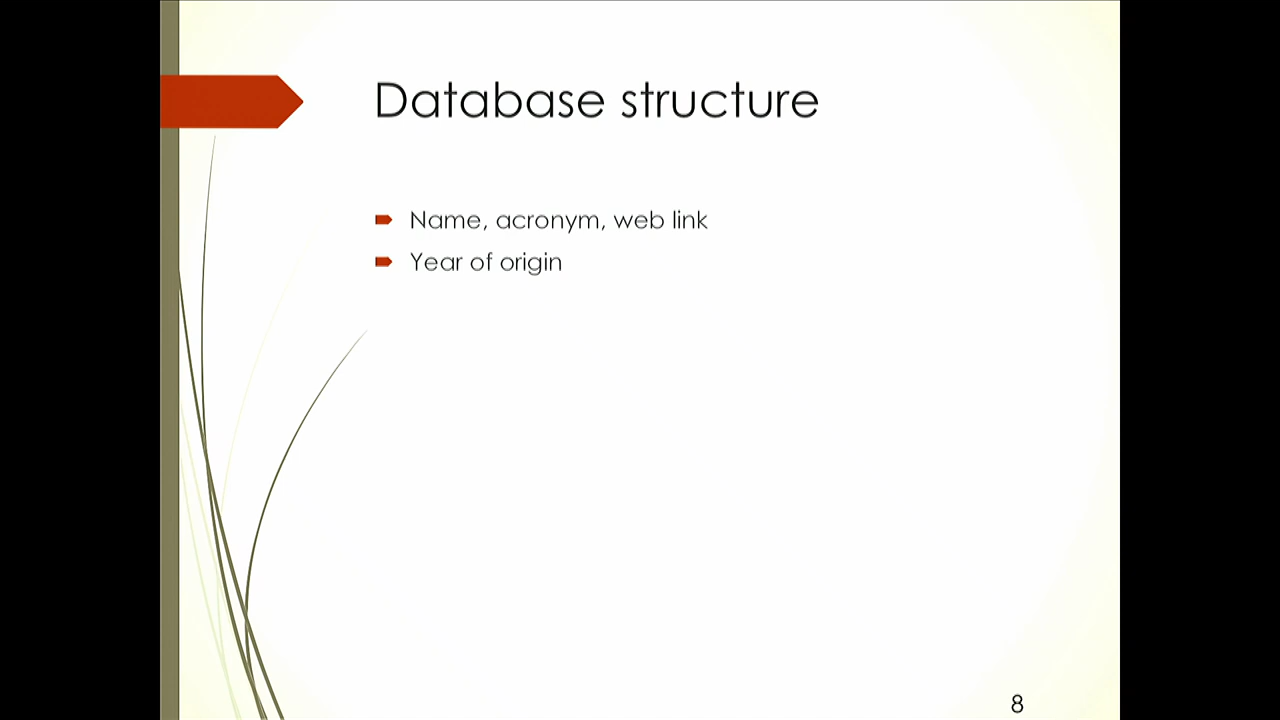 Database structure
Name, acronym, web link
Year of origin
8